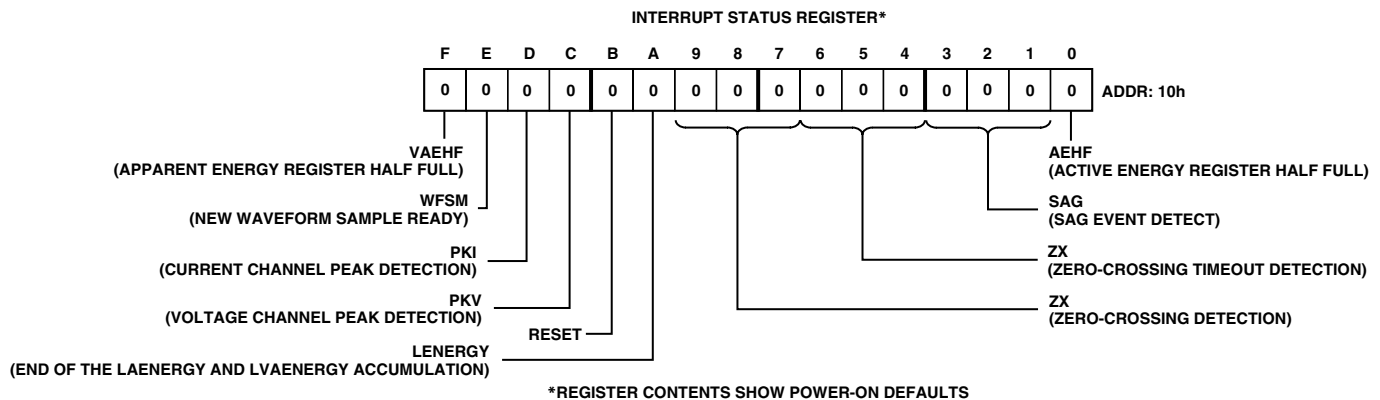 INTERRUPT STATUS REGISTER*
F E D C B A 9 8 7 6 5 4 3 2 1 0
0 0 0 0 0 0 0 0 0 0 0 0 0 0 0 0 ADDR: 10h
VAEHF
(APPARENT ENERGY REGISTER HALF FULL)
WFSM
(NEW WAVEFORM SAMPLE READY)
PKI
(CURRENT CHANNEL PEAK DETECTION)
PKV
(VOLTAGE CHANNEL PEAK DETECTION)
RESET
LENERGY
(END OF THE LAENERGY AND LVAENERGY ACCUMULATION)
AEHF
(ACTIVE ENERGY REGISTER HALF FULL)
SAG
(SAG EVENT DETECT)
ZX
(ZERO-CROSSING TIMEOUT DETECTION)
ZX
(ZERO-CROSSING DETECTION)
*REGISTER CONTENTS SHOW POWER-ON DEFAULTS